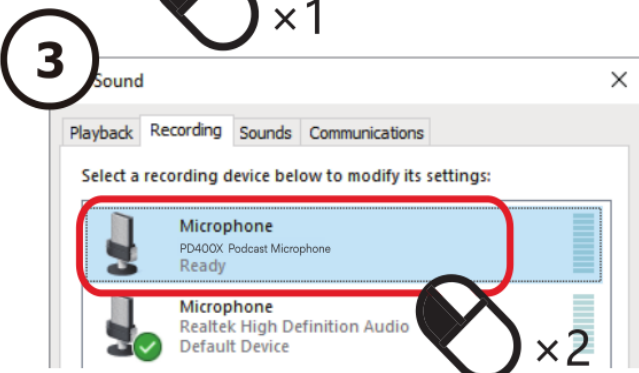 ×1
3
Sound
Playback Recording Sounds Communications
Select a recording device below to modify its settings:
Microphone
PD400X Podcast Microphone
Ready
Microphone
Realtek High Definition Audio
Default Device
×2